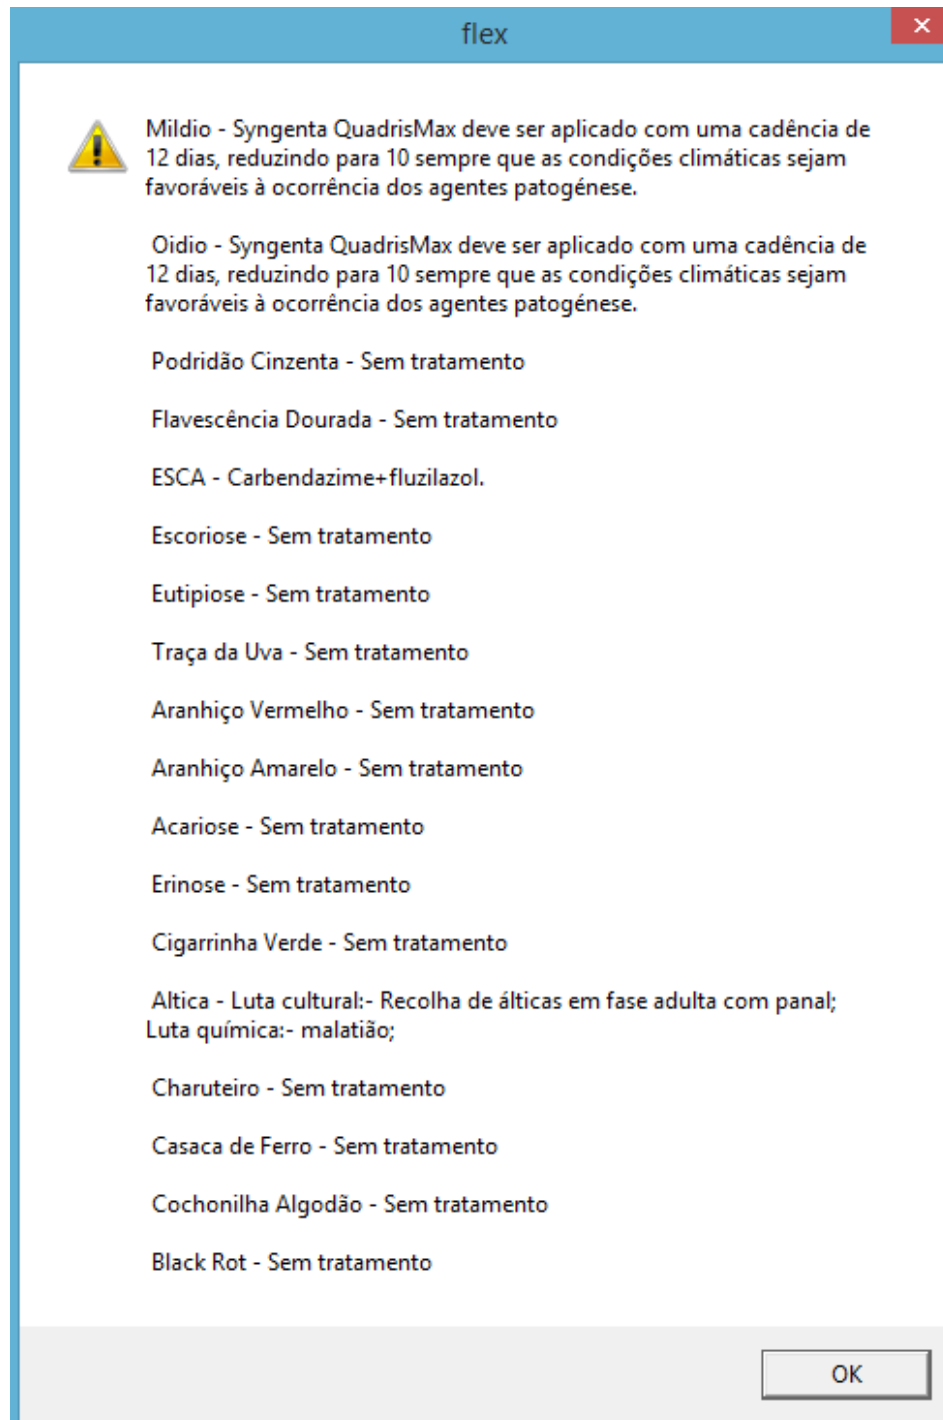 flex
Mildio - Syngenta QuadrisMax deve ser aplicado com uma cadência de
12 dias, reduzindo para 10 sempre que as condições climáticas sejam
favoráveis à ocorrência dos agentes patogénese.
Oidio - Syngenta QuadrisMax deve ser aplicado com uma cadência de
12 dias, reduzindo para 10 sempre que as condições climáticas sejam
favoráveis à ocorrência dos agentes patogénese.
Podridão Cinzenta - Sem tratamento
Flavescência Dourada - Sem tratamento
ESCA - Carbendazime+fluzilazol.
Escoriose - Sem tratamento
Eutipiose - Sem tratamento
Traça da Uva - Sem tratamento
Aranhiço Vermelho - Sem tratamento
Aranhiço Amarelo - Sem tratamento
Acariose - Sem tratamento
Erinose - Sem tratamento
Cigarrinha Verde - Sem tratamento
Altica - Luta cultural:- Recolha de álticas em fase adulta com panal;
Luta química:- malatião;
Charuteiro - Sem tratamento
Casaca de Ferro - Sem tratamento
Cochonilha Algodão - Sem tratamento
Black Rot - Sem tratamento
OK